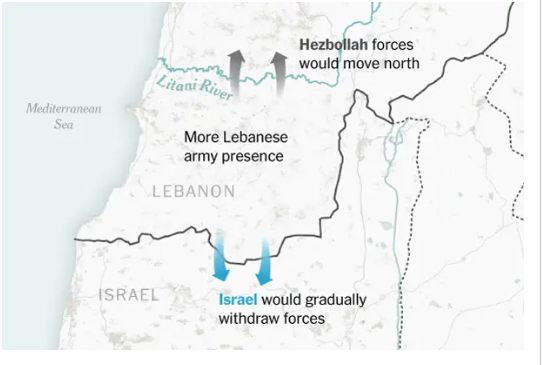 Hezbollah forces
would move north
Litani River
Mediterranean
Sea
More Lebanese
army presence
LEBANON
ISRAEL
Israel would gradually
withdraw forces